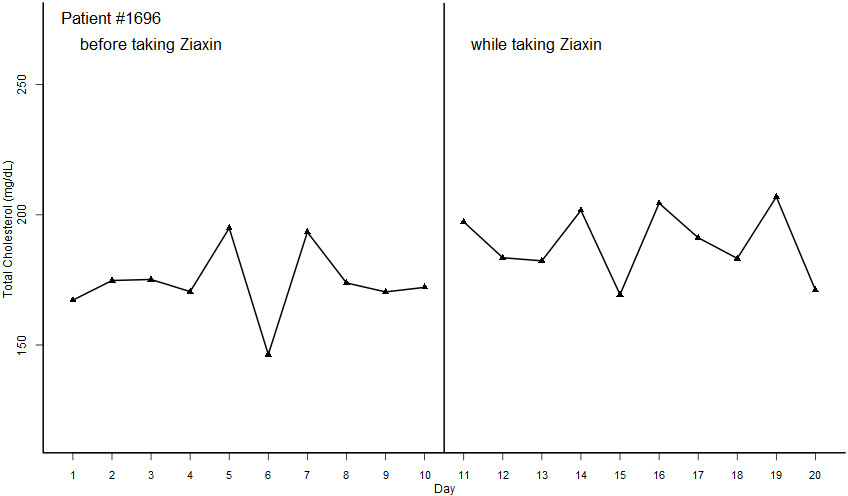 Patient #1696
before taking Ziaxin
while taking Ziaxin
Total Cholesterol (mg/dL)
250
200
150
1 2 3 4 5 6 7 8 9 10 11 12 13 14 15 16 17 18 19 20
Day